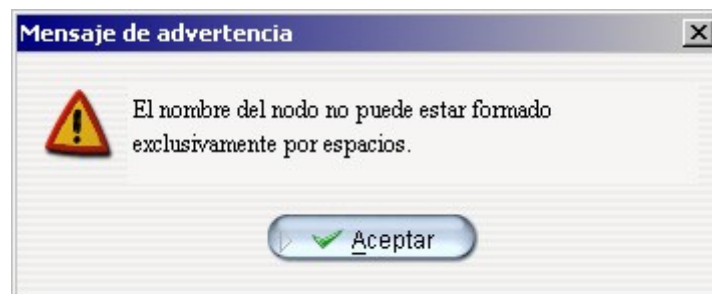 Mensaje de advertencia
El nombre del nodo no puede estar formado
exclusivamente por espacios.
Aceptar